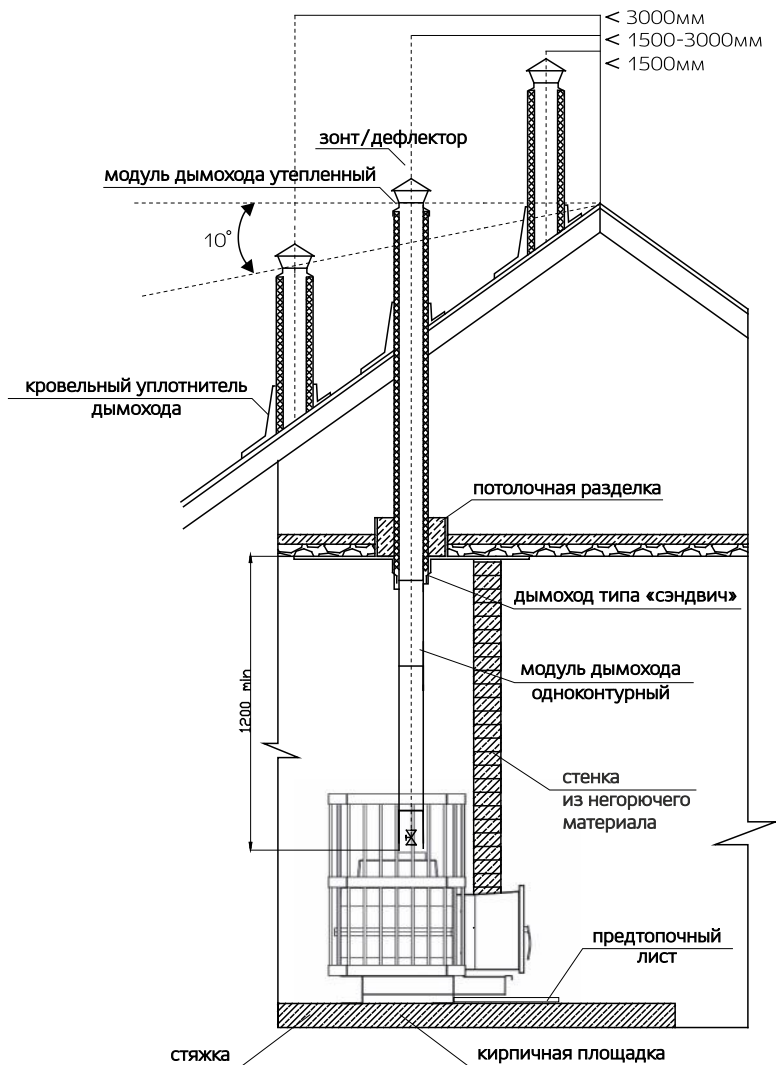 < 3000мм
< 1500-3000мм
< 1500мм
зонт/дефлектор
модуль дымохода утепленный
10°
кровельный уплотнитель
дымохода
потолочная разделка
дымоход типа «сэндвич»
модуль дымохода
одноконтурный
1200 min
стенка
из негорючего
материала
предтопочный
лист
стяжка
кирпичная площадка